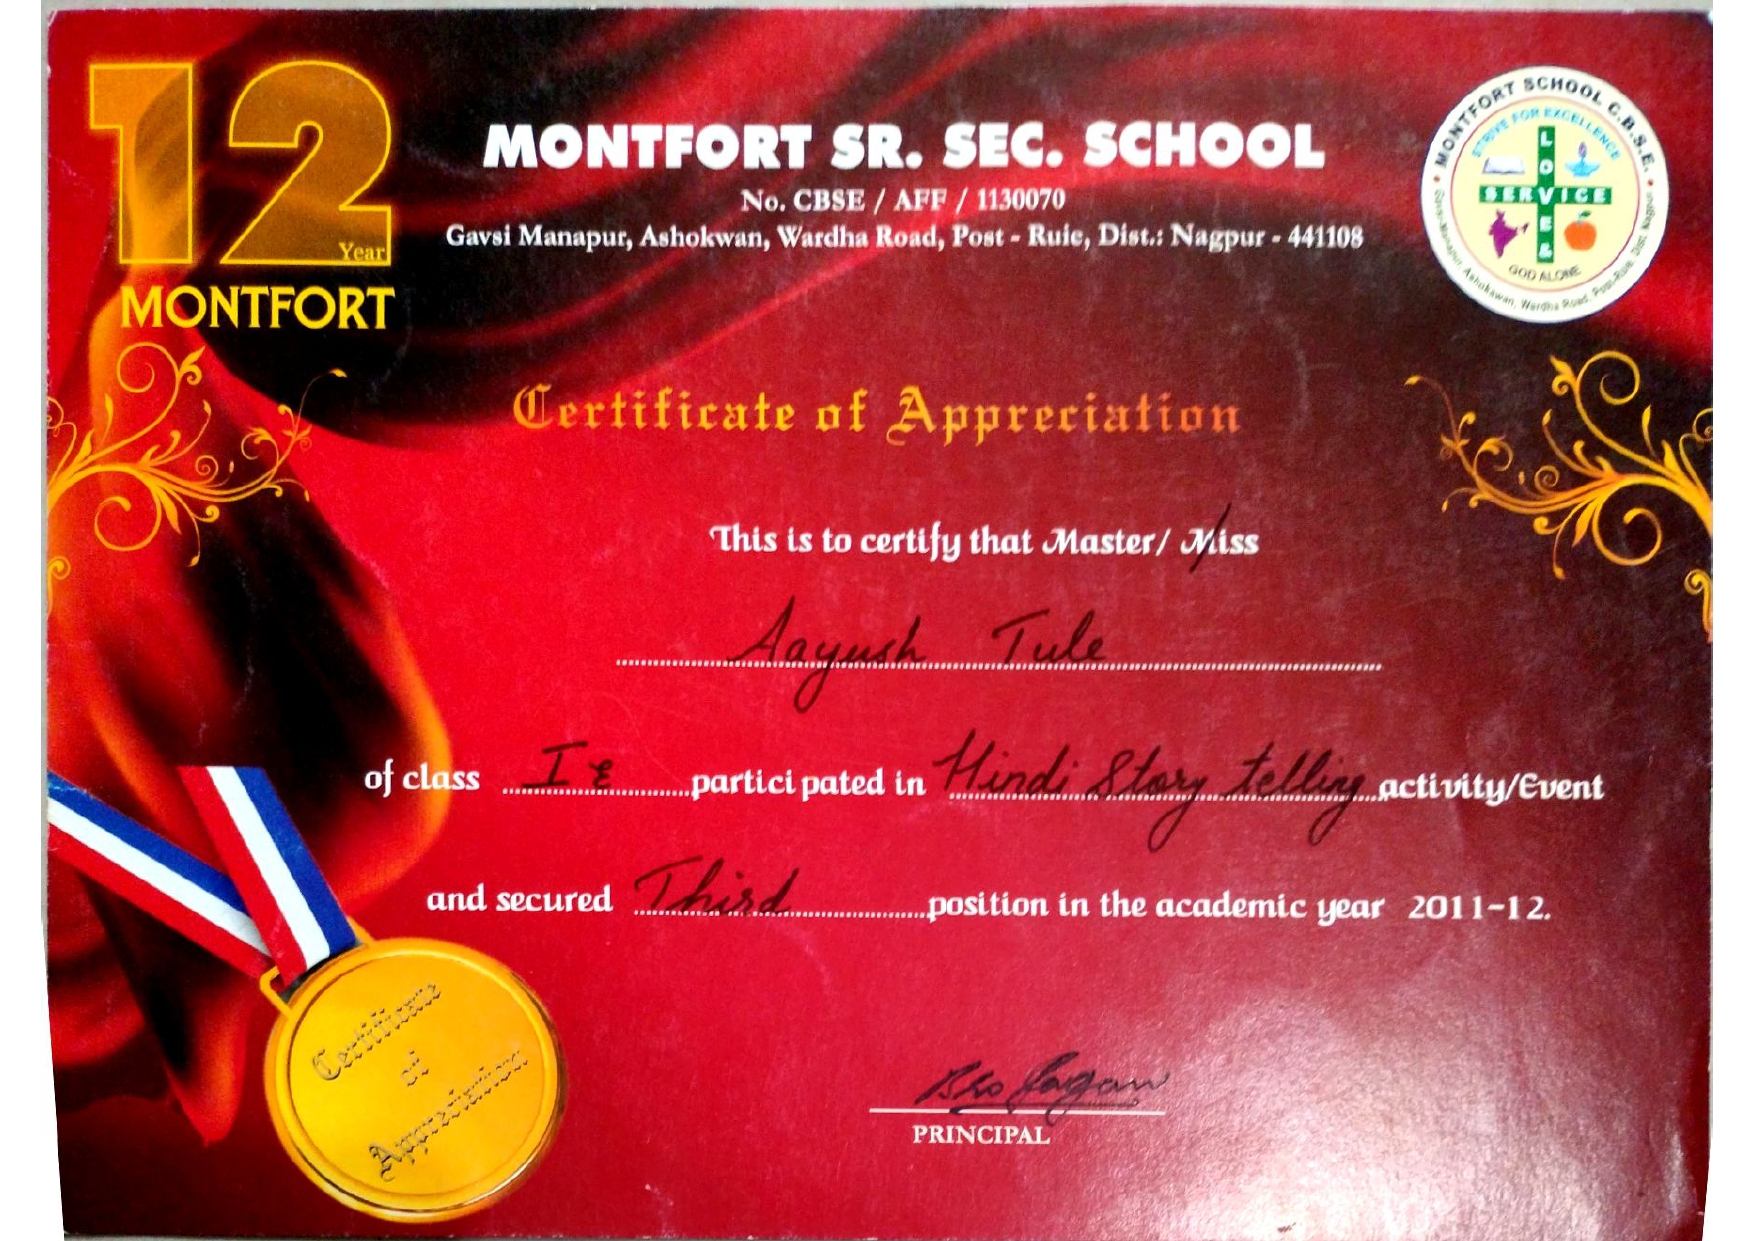 12
Year
MONTFORT
MONTFORT SR. SEC. SCHOOL
No. CBSE / AFF / 1130070
Gavsi Manapur, Ashokwan, Wardha Road, Post - Ruie, Dist.: Nagpur - 441108
MONTFORT SCHOOL C.B.S.E.
STRIVE FOR EXCELLENCE
LOVE &
SERVICE
GOD ALONE
Gavsi-Manapur, Ashokawan, Wardha Road, Post-Ruie, Dist. Nagpur
Certificate of Appreciation
This is to certify that Master/ Miss
Aayush Tule
of class I E participated in Hindi Story telling activity/Event
and secured Third position in the academic year 2011-12.
Certificate
of
Appreciation
Bro
PRINCIPAL